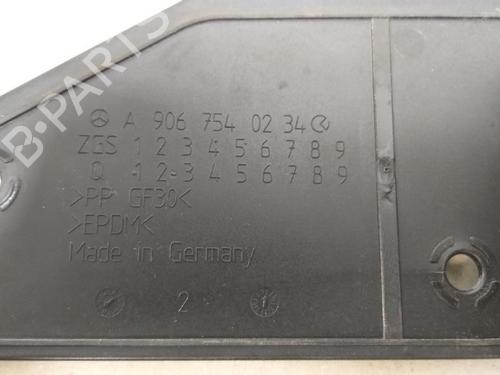 A 906 754 02 34
ZGS 1 2 3 4 5 6 7 8 9
Q 1 2 3 4 5 6 7 8 9
>PP GF30<
>EPDM<
Made in Germany
2